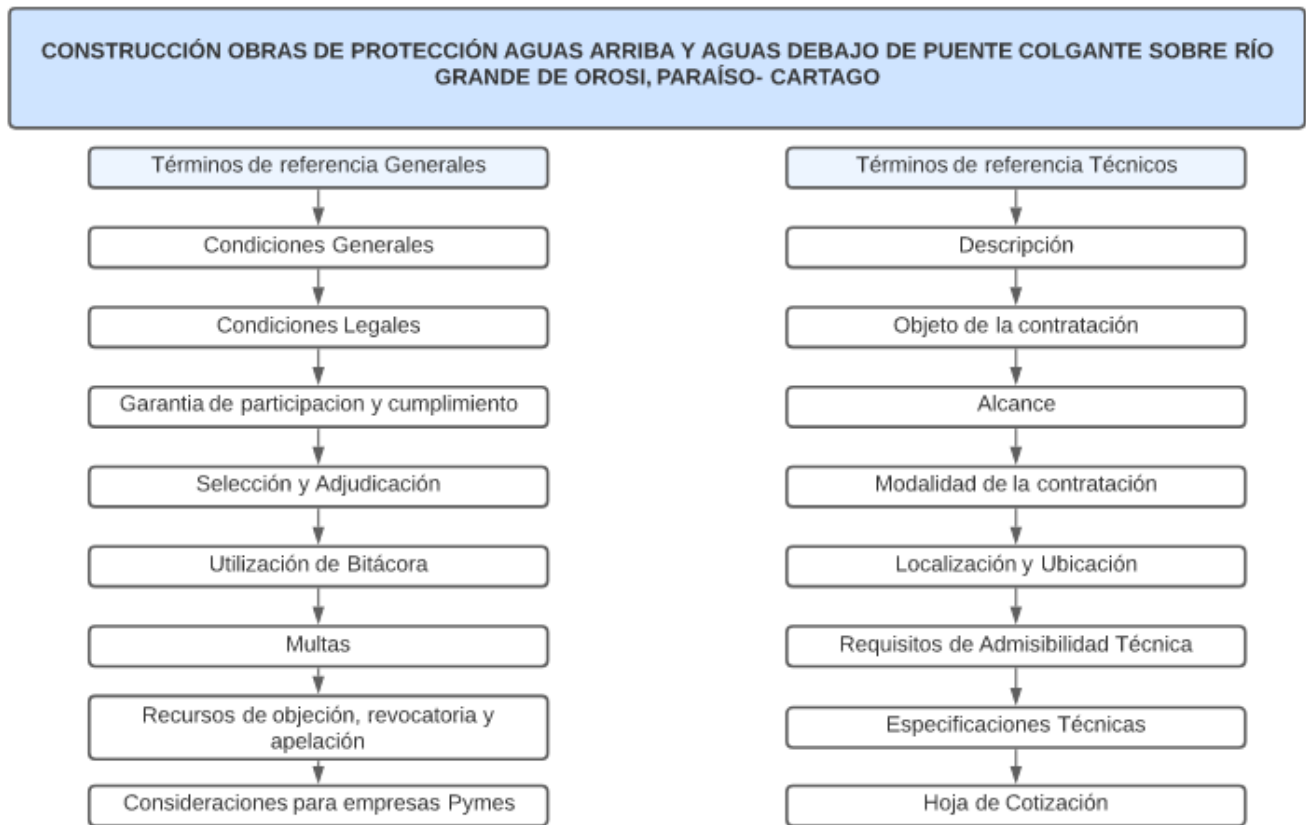 CONSTRUCCIÓN OBRAS DE PROTECCIÓN AGUAS ARRIBA Y AGUAS DEBAJO DE PUENTE COLGANTE SOBRE RÍO
GRANDE DE OROSI, PARAÍSO- CARTAGO
Términos de referencia Generales
Condiciones Generales
Condiciones Legales
Garantia de participacion y cumplimiento
Selección y Adjudicación
Utilización de Bitácora
Multas
Recursos de objeción, revocatoria y
apelación
Consideraciones para empresas Pymes
Términos de referencia Técnicos
Descripción
Objeto de la contratación
Alcance
Modalidad de la contratación
Localización y Ubicación
Requisitos de Admisibilidad Técnica
Especificaciones Técnicas
Hoja de Cotización